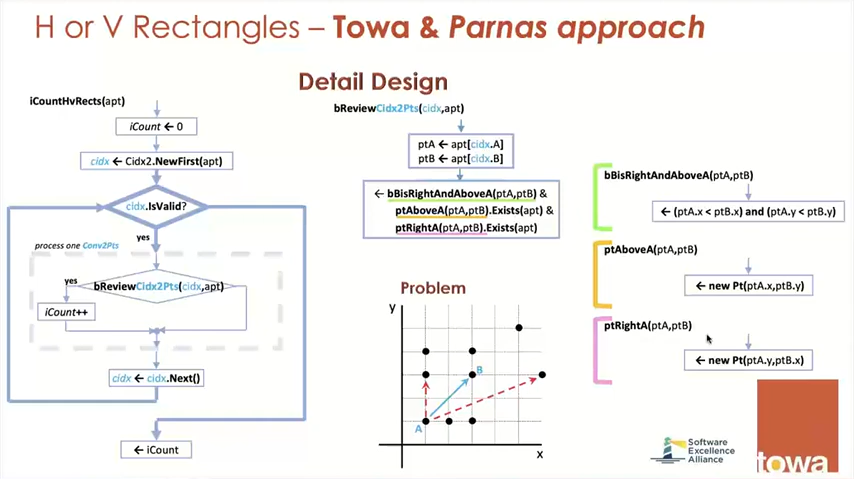 H or V Rectangles – Towa & Parnas approach
Detail Design
iCountHvRects(apt)
iCount ← 0
cidx ← Cidx2.NewFirst(apt)
cidx.IsValid?
yes
process one Conv2Pts
yes
bReviewCidx2Pts(cidx,apt)
iCount++
cidx ← cidx.Next()
← iCount
bReviewCidx2Pts(cidx,apt)
ptA ← apt[cidx.A]
ptB ← apt[cidx.B]
← bBisRightAndAboveA(ptA,ptB) &
ptAboveA(ptA,ptB).Exists(apt) &
ptRightA(ptA,ptB).Exists(apt)
Problem
y
B
A
x
bBisRightAndAboveA(ptA,ptB)
← (ptA.x < ptB.x) and (ptA.y < ptB.y)
ptAboveA(ptA,ptB)
← new Pt(ptA.x,ptB.y)
ptRightA(ptA,ptB)
← new Pt(ptA.y,ptB.x)
Software
Excellence
Alliance
towa